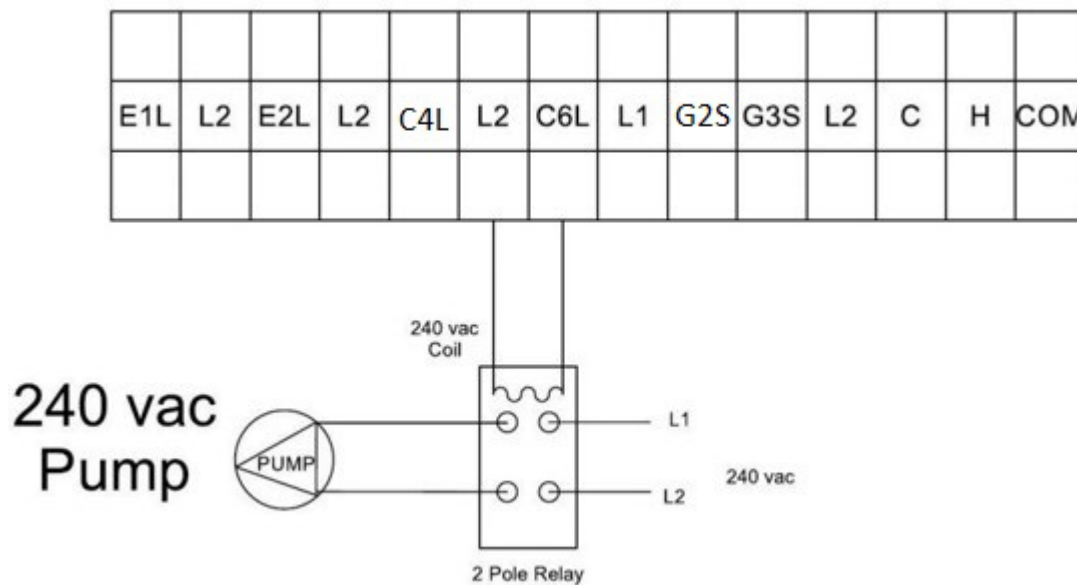 E1L L2 E2L L2 C4L L2 C6L L1 G2S G3S L2 C H COM
240 vac
Coil
240 vac
Pump
PUMP
L1
L2
240 vac
2 Pole Relay